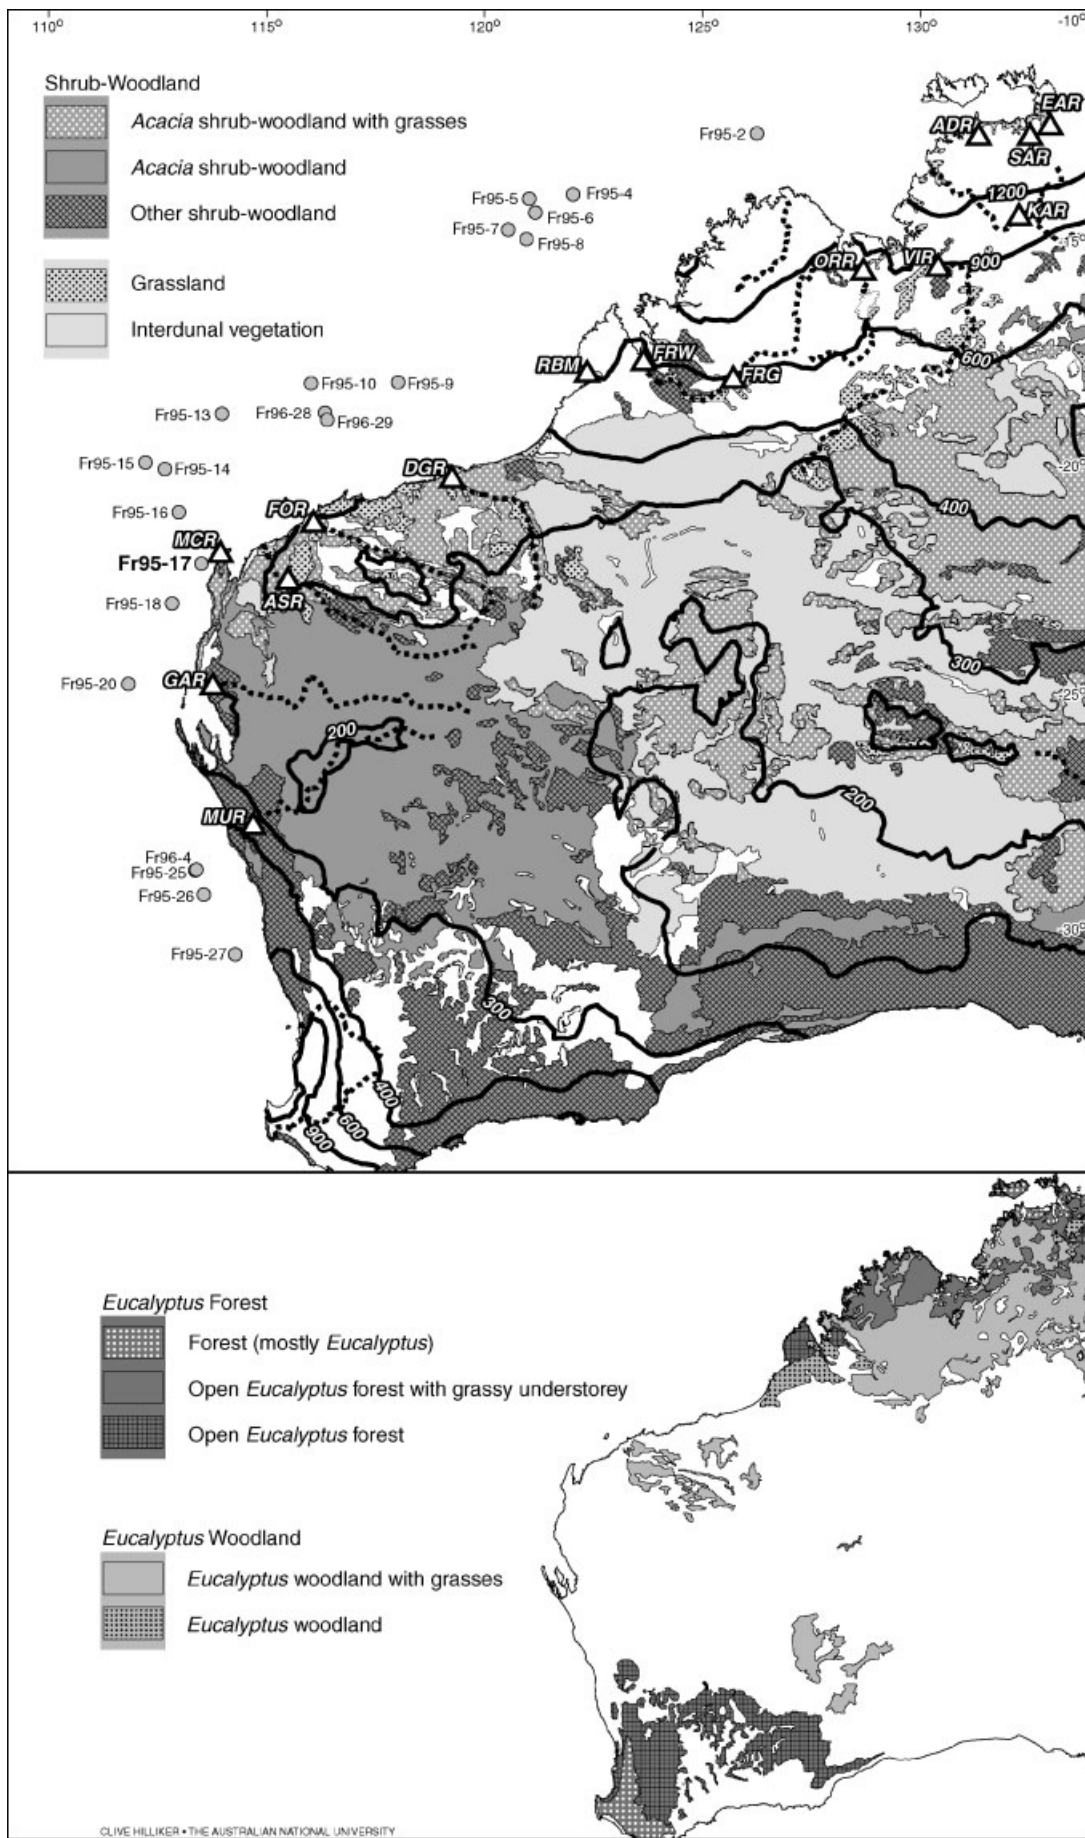 110°
115°
120°
125°
130°
-10°
Shrub-Woodland
Acacia shrub-woodland with grasses
Acacia shrub-woodland
Other shrub-woodland
Grassland
Interdunal vegetation
EAR
ADR
SAR
Fr95-2
1200
KAR
Fr95-5
Fr95-4
Fr95-6
Fr95-7
Fr95-8
-15°
ORR
VIR
900
600
RBM
FRW
FRG
Fr95-10
Fr95-9
Fr95-13
Fr96-28
Fr96-29
Fr95-15
Fr95-14
DGR
-20°
Fr95-16
FOR
400
MCR
Fr95-17
ASR
Fr95-18
300
GAR
Fr95-20
-25°
200
200
MUR
Fr96-4
Fr95-25
Fr95-26
-30°
Fr95-27
300
400
600
900
Eucalyptus Forest
Forest (mostly Eucalyptus)
Open Eucalyptus forest with grassy understorey
Open Eucalyptus forest
Eucalyptus Woodland
Eucalyptus woodland with grasses
Eucalyptus woodland
CLIVE HILLIKER • THE AUSTRALIAN NATIONAL UNIVERSITY